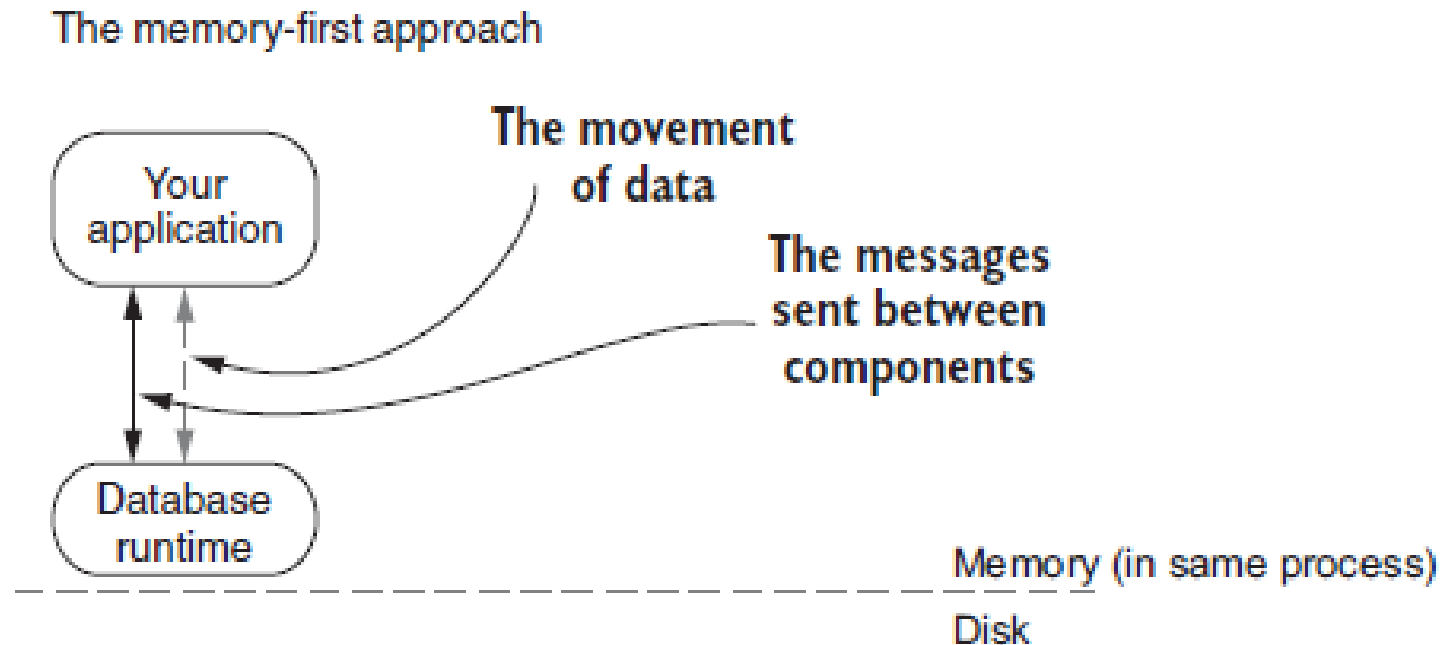 The memory-first approach
The movement
of data
Your
application
The messages
sent between
components
Database
runtime
Memory (in same process)
Disk